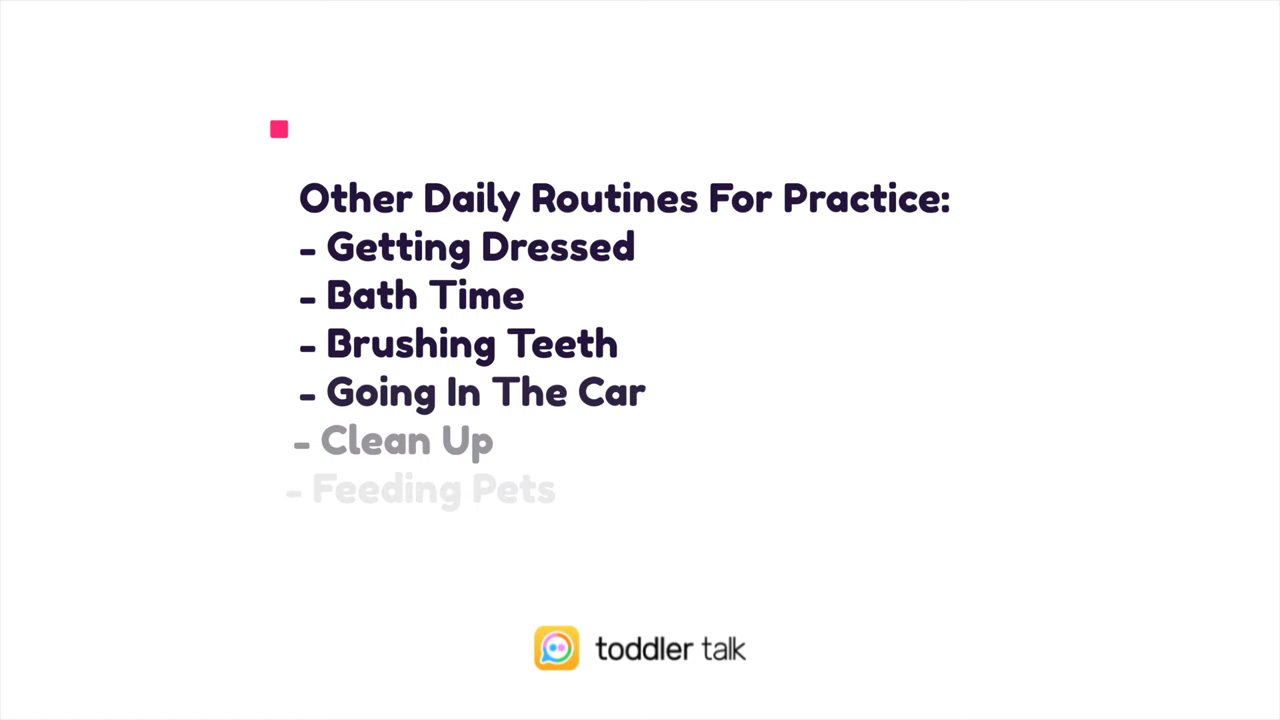 Other Daily Routines For Practice:
- Getting Dressed
- Bath Time
- Brushing Teeth
- Going In The Car
- Clean Up
- Feeding Pets
toddler talk